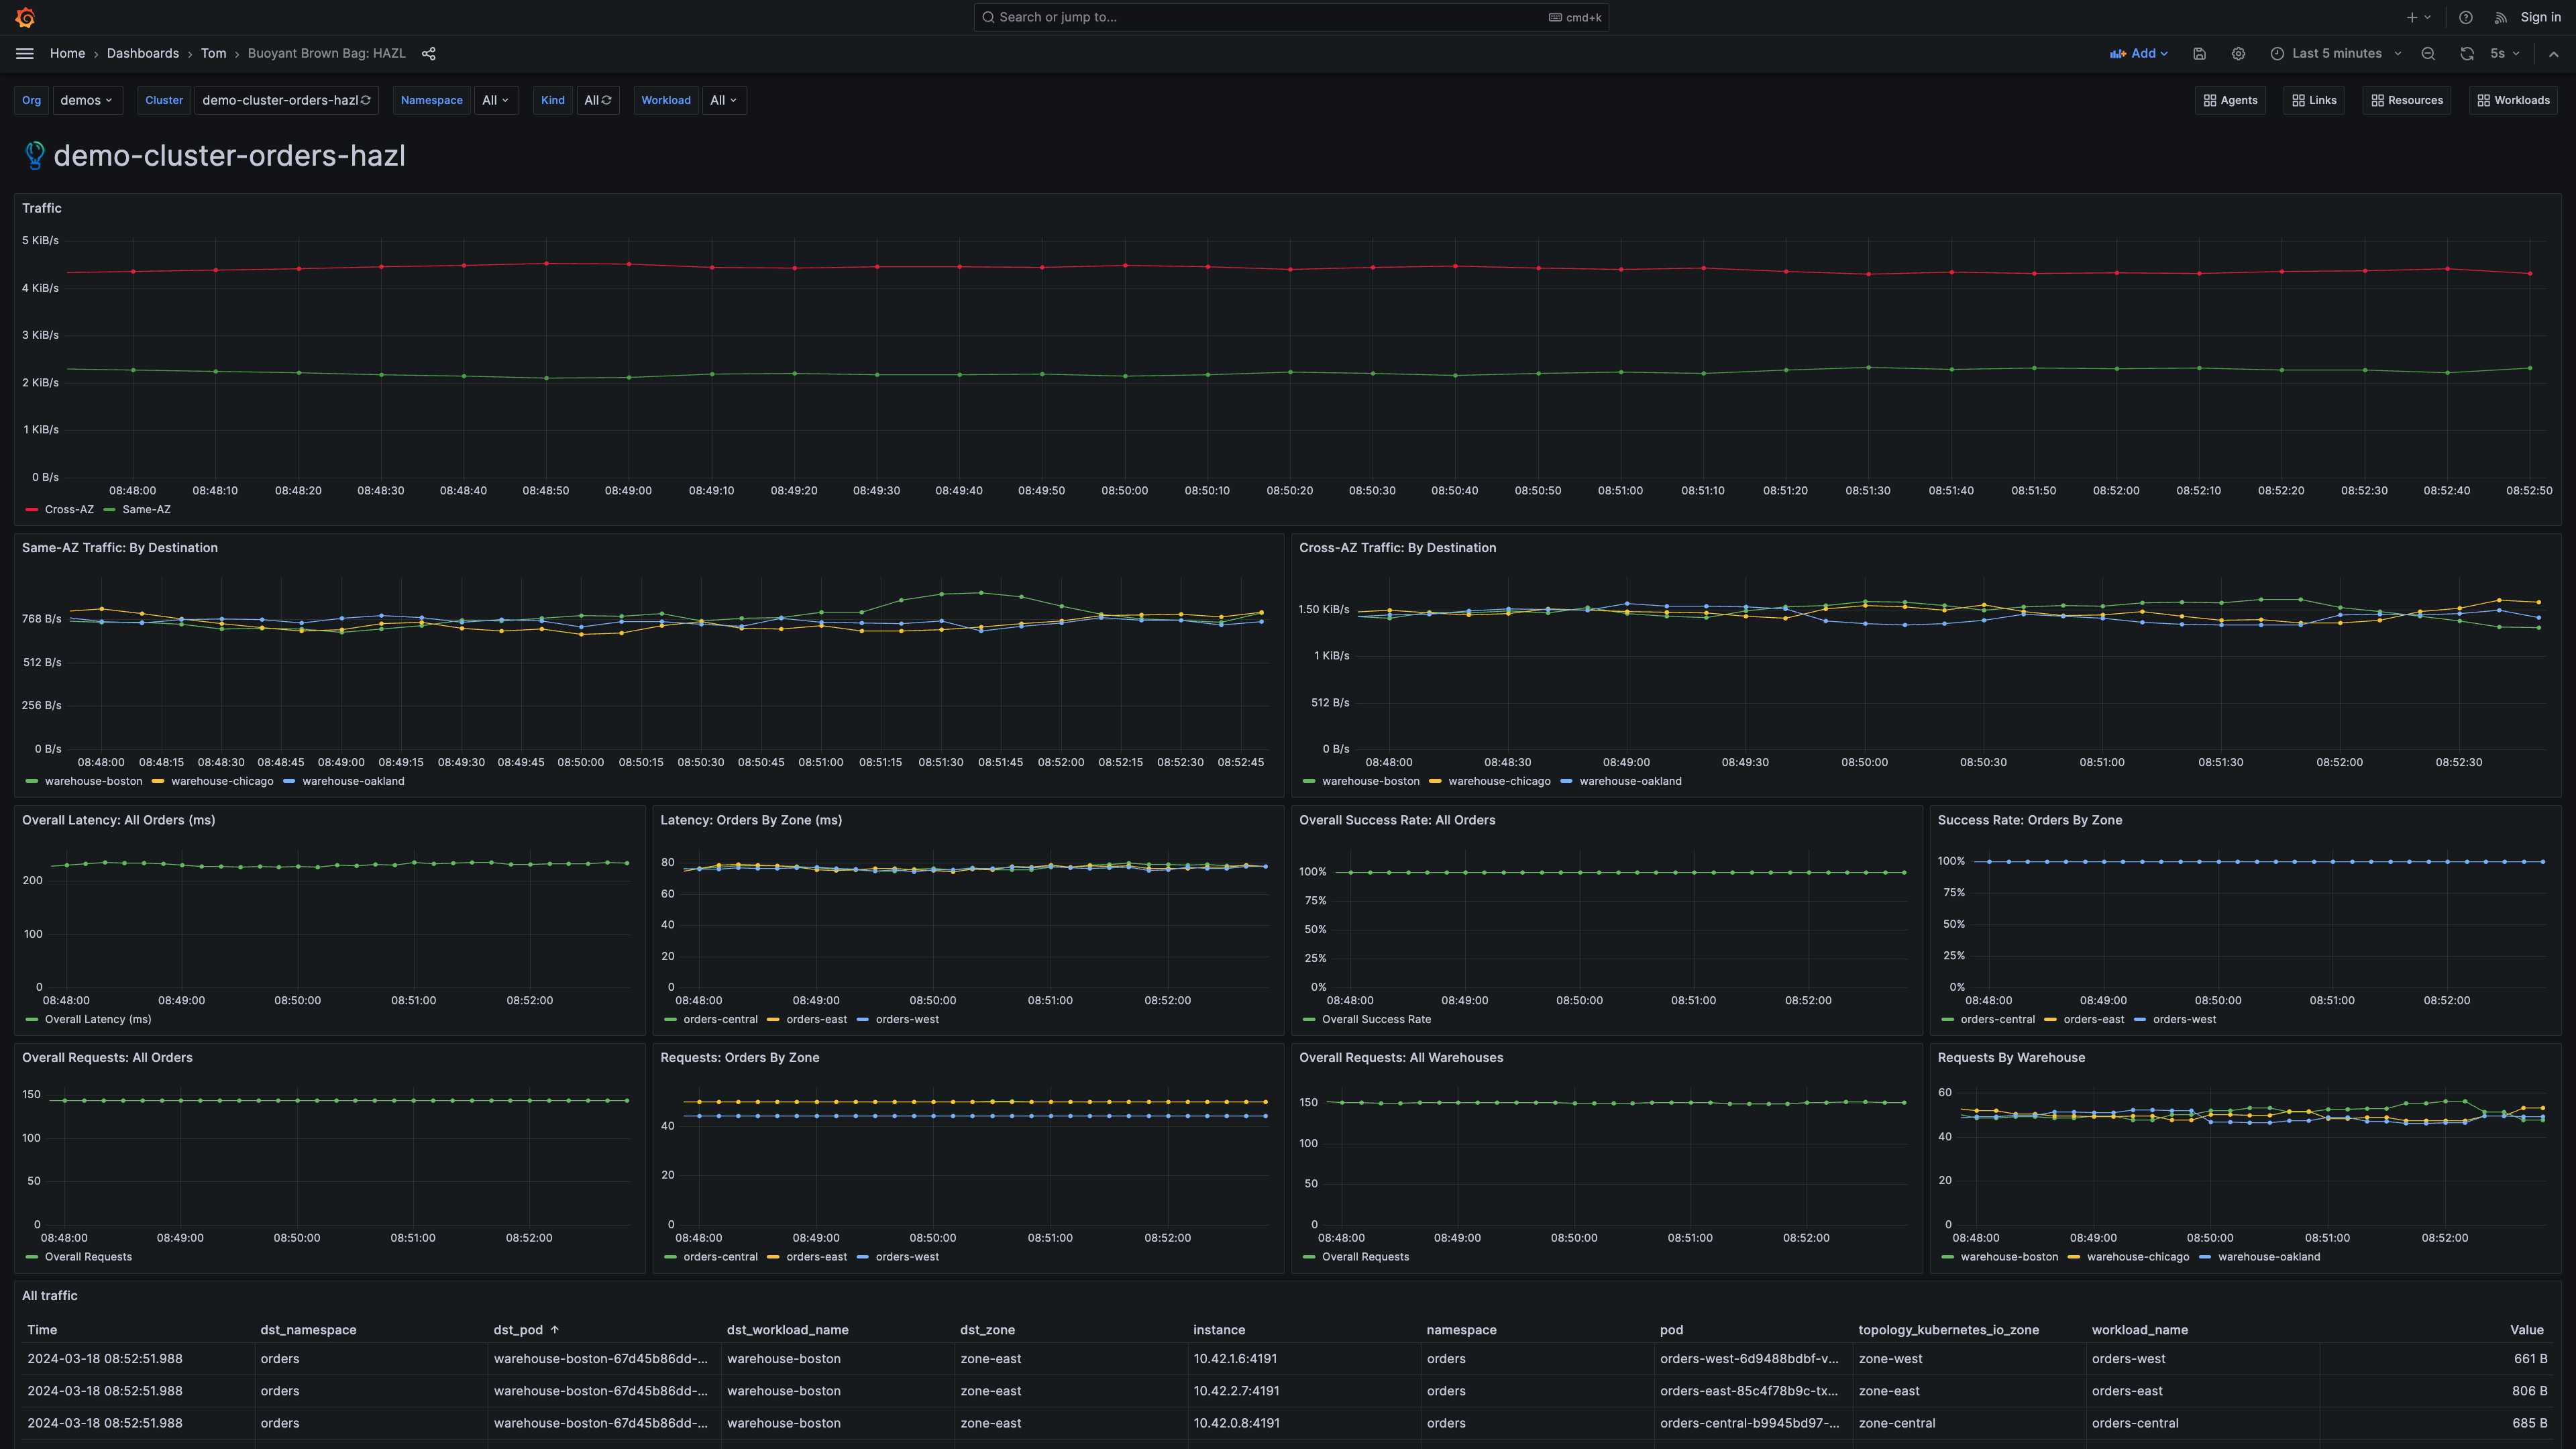 Search or jump to... cmd+k Sign in
Home › Dashboards › Tom › Buoyant Brown Bag: HAZL Add Last 5 minutes 5s
Org demos Cluster demo-cluster-orders-hazl Namespace All Kind All Workload All Agents Links Resources Workloads
demo-cluster-orders-hazl
Traffic
5 KiB/s
4 KiB/s
3 KiB/s
2 KiB/s
1 KiB/s
0 B/s
08:48:00 08:48:10 08:48:20 08:48:30 08:48:40 08:48:50 08:49:00 08:49:10 08:49:20 08:49:30 08:49:40 08:49:50 08:50:00 08:50:10 08:50:20 08:50:30 08:50:40 08:50:50 08:51:00 08:51:10 08:51:20 08:51:30 08:51:40 08:51:50 08:52:00 08:52:10 08:52:20 08:52:30 08:52:40 08:52:50
Cross-AZ Same-AZ
Same-AZ Traffic: By Destination
768 B/s
512 B/s
256 B/s
0 B/s
08:48:00 08:48:15 08:48:30 08:48:45 08:49:00 08:49:15 08:49:30 08:49:45 08:50:00 08:50:15 08:50:30 08:50:45 08:51:00 08:51:15 08:51:30 08:51:45 08:52:00 08:52:15 08:52:30 08:52:45
warehouse-boston warehouse-chicago warehouse-oakland
Cross-AZ Traffic: By Destination
1.50 KiB/s
1 KiB/s
512 B/s
0 B/s
08:48:00 08:48:30 08:49:00 08:49:30 08:50:00 08:50:30 08:51:00 08:51:30 08:52:00 08:52:30
warehouse-boston warehouse-chicago warehouse-oakland
Overall Latency: All Orders (ms)
200
100
0
08:48:00 08:49:00 08:50:00 08:51:00 08:52:00
Overall Latency (ms)
Latency: Orders By Zone (ms)
80
60
40
20
0
08:48:00 08:49:00 08:50:00 08:51:00 08:52:00
orders-central orders-east orders-west
Overall Success Rate: All Orders
100%
75%
50%
25%
0%
08:48:00 08:49:00 08:50:00 08:51:00 08:52:00
Overall Success Rate
Success Rate: Orders By Zone
100%
75%
50%
25%
0%
08:48:00 08:49:00 08:50:00 08:51:00 08:52:00
orders-central orders-east orders-west
Overall Requests: All Orders
150
100
50
0
08:48:00 08:49:00 08:50:00 08:51:00 08:52:00
Overall Requests
Requests: Orders By Zone
40
20
0
08:48:00 08:49:00 08:50:00 08:51:00 08:52:00
orders-central orders-east orders-west
Overall Requests: All Warehouses
150
100
50
0
08:48:00 08:49:00 08:50:00 08:51:00 08:52:00
Overall Requests
Requests By Warehouse
60
40
20
0
08:48:00 08:49:00 08:50:00 08:51:00 08:52:00
warehouse-boston warehouse-chicago warehouse-oakland
All traffic
Time dst_namespace dst_pod ↑ dst_workload_name dst_zone instance namespace pod topology_kubernetes_io_zone workload_name Value
2024-03-18 08:52:51.988 orders warehouse-boston-67d45b86dd-... warehouse-boston zone-east 10.42.1.6:4191 orders orders-west-6d9488bdbf-v... zone-west orders-west 661 B
2024-03-18 08:52:51.988 orders warehouse-boston-67d45b86dd-... warehouse-boston zone-east 10.42.2.7:4191 orders orders-east-85c4f78b9c-tx... zone-east orders-east 806 B
2024-03-18 08:52:51.988 orders warehouse-boston-67d45b86dd-... warehouse-boston zone-east 10.42.0.8:4191 orders orders-central-b9945bd97-... zone-central orders-central 685 B